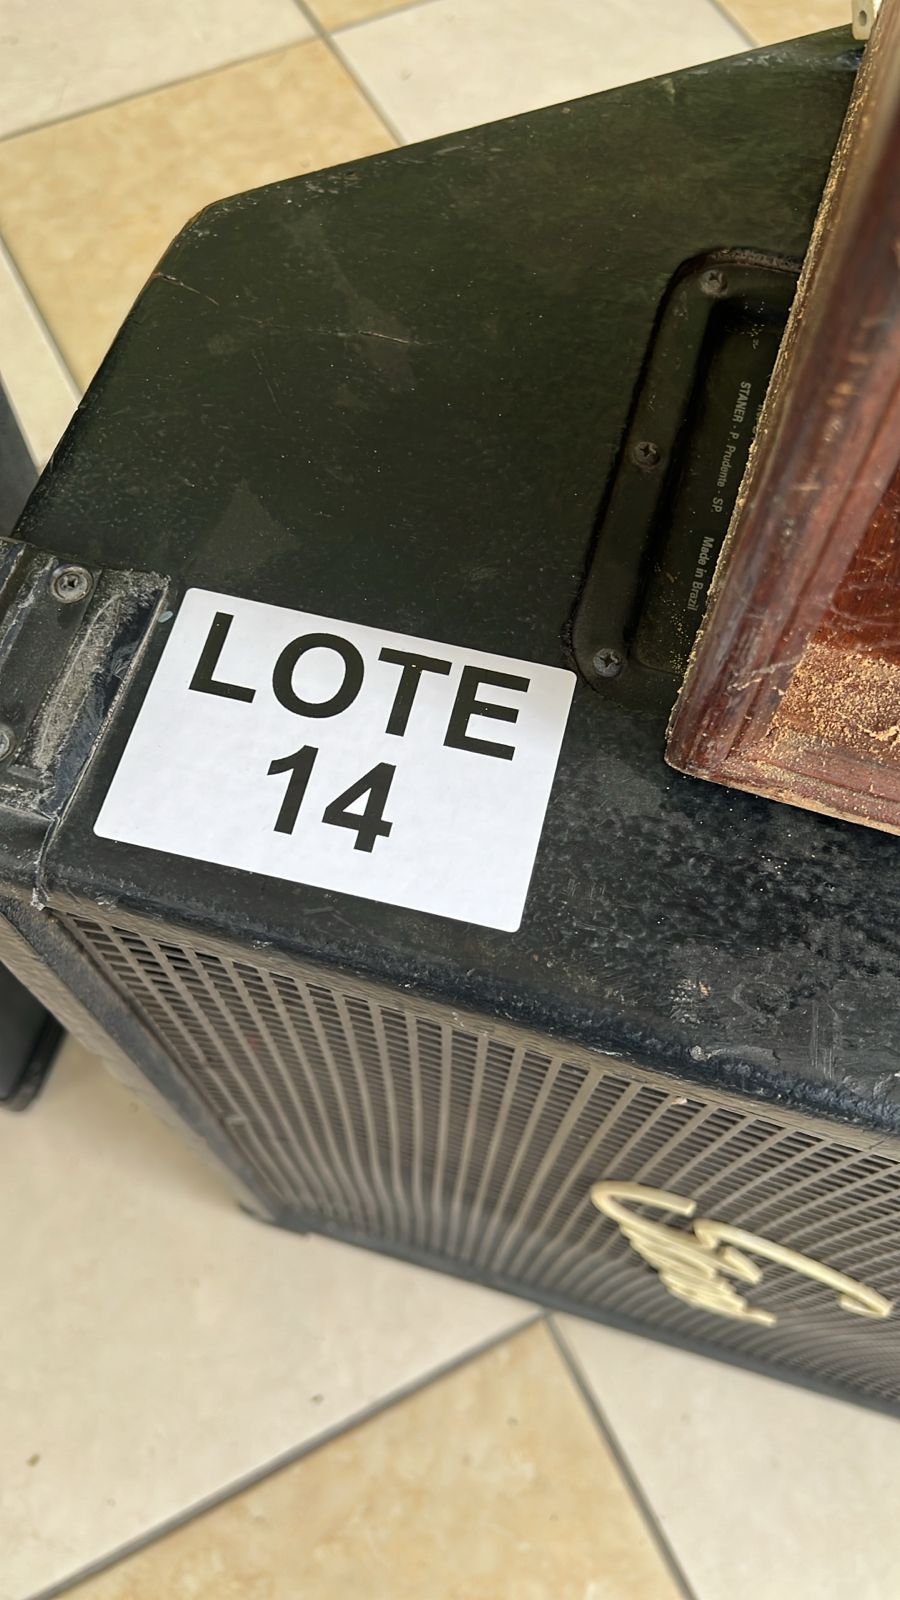 LOTE
14
STANER - P. Prudente - SP.
Made in Brazil